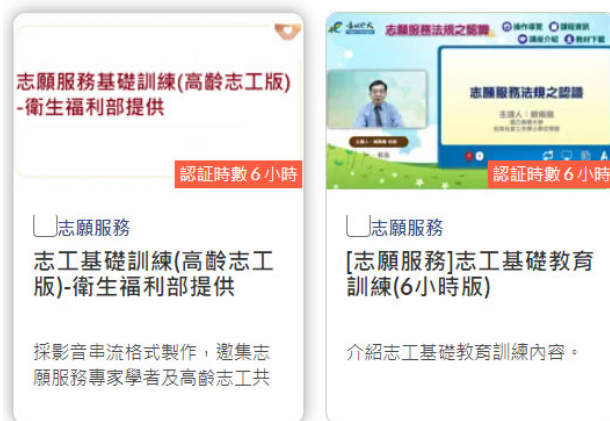 志願服務基礎訓練(高齡志工版)
-衛生福利部提供
認証時數 6 小時
志願服務
志工基礎訓練(高齡志工
版)-衛生福利部提供
採影音串流格式製作，邀集志
願服務專家學者及高齡志工共
志願服務法規之認識
操作導覽
課程資訊
講座介紹
教材下載
志願服務法規之認識
認証時數 6 小時
志願服務
[志願服務]志工基礎教育
訓練(6小時版)
介紹志工基礎教育訓練內容。